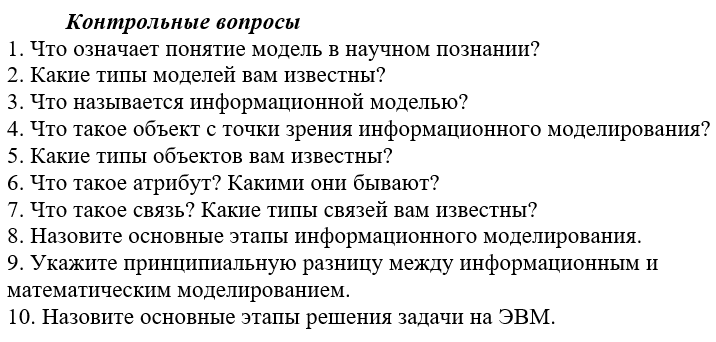 Контрольные вопросы
1. Что означает понятие модель в научном познании?
2. Какие типы моделей вам известны?
3. Что называется информационной моделью?
4. Что такое объект с точки зрения информационного моделирования?
5. Какие типы объектов вам известны?
6. Что такое атрибут? Какими они бывают?
7. Что такое связь? Какие типы связей вам известны?
8. Назовите основные этапы информационного моделирования.
9. Укажите принципиальную разницу между информационным и
математическим моделированием.
10. Назовите основные этапы решения задачи на ЭВМ.